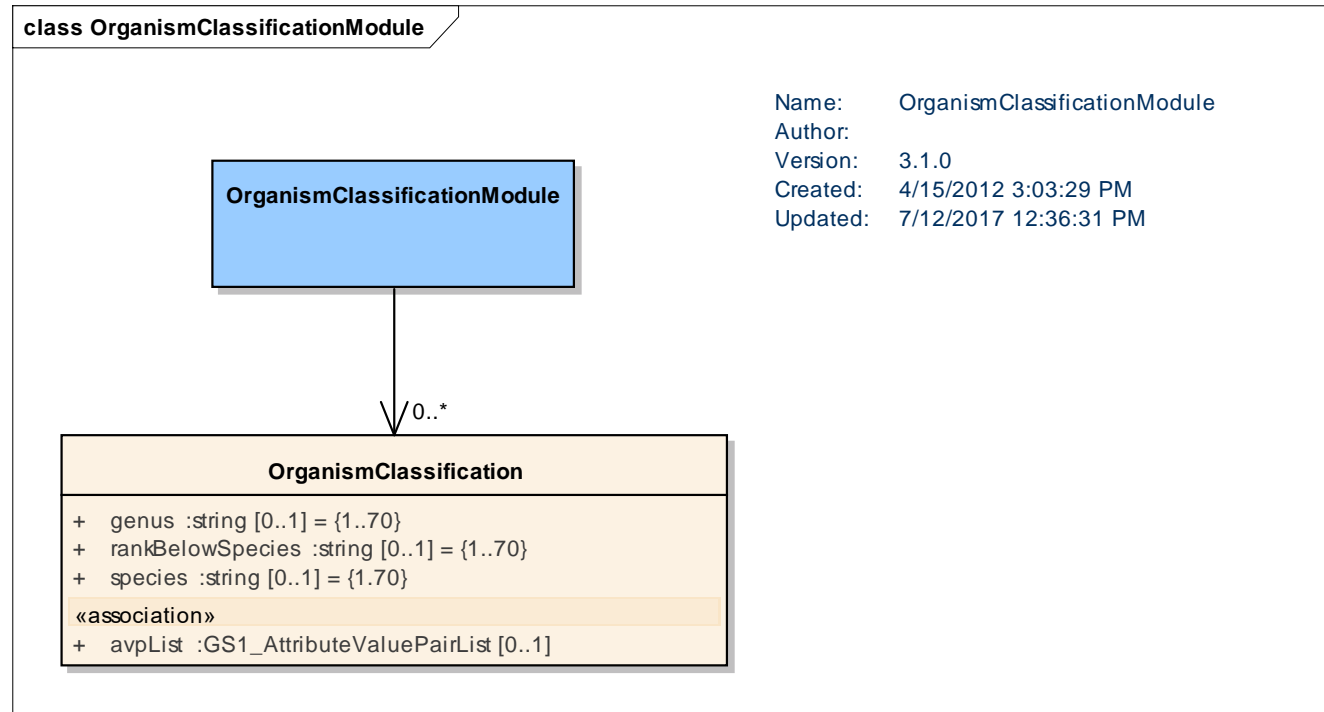 class OrganismClassificationModule
Name: OrganismClassificationModule
Author:
Version: 3.1.0
Created: 4/15/2012 3:03:29 PM
Updated: 7/12/2017 12:36:31 PM
OrganismClassificationModule
0..*
OrganismClassification
+ genus :string [0..1] = {1..70}
+ rankBelowSpecies :string [0..1] = {1..70}
+ species :string [0..1] = {1.70}
«association»
+ avpList :GS1_AttributeValuePairList [0..1]